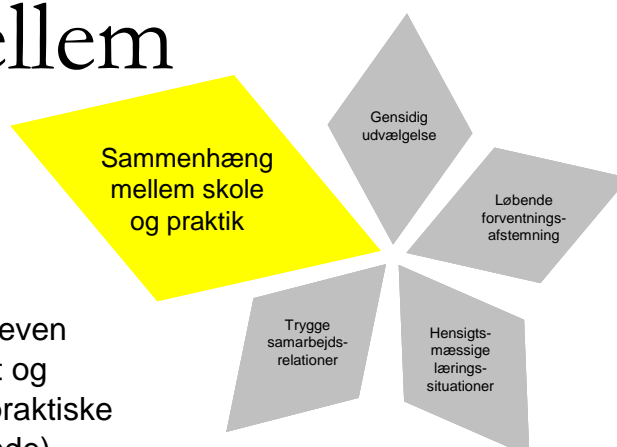 ellem
Sammenhæng
mellem skole
og praktik
Gensidig
udvælgelse
Løbende
forventnings-
afstemning
Trygge
samarbejds-
relationer
Hensigts-
mæssige
lærings-
situationer
even
og
praktiske